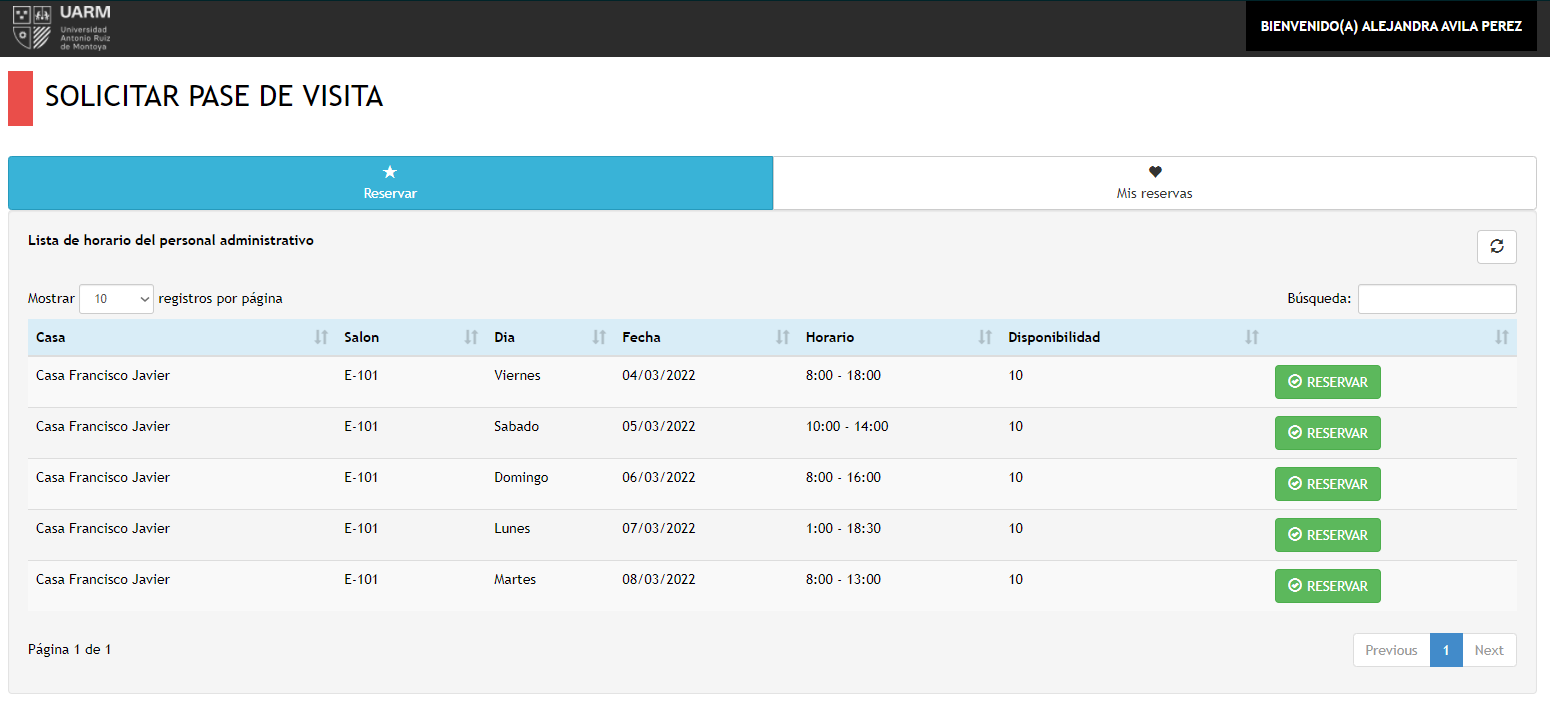 UARM
Universidad
Antonio Ruiz
de Montoya
BIENVENIDO(A) ALEJANDRA AVILA PEREZ
SOLICITAR PASE DE VISITA
Reservar
Mis reservas
Lista de horario del personal administrativo
Mostrar 10 registros por página
Búsqueda:
Casa Salon Dia Fecha Horario Disponibilidad
Casa Francisco Javier E-101 Viernes 04/03/2022 8:00 - 18:00 10 RESERVAR
Casa Francisco Javier E-101 Sabado 05/03/2022 10:00 - 14:00 10 RESERVAR
Casa Francisco Javier E-101 Domingo 06/03/2022 8:00 - 16:00 10 RESERVAR
Casa Francisco Javier E-101 Lunes 07/03/2022 1:00 - 18:30 10 RESERVAR
Casa Francisco Javier E-101 Martes 08/03/2022 8:00 - 13:00 10 RESERVAR
Página 1 de 1
Previous 1 Next